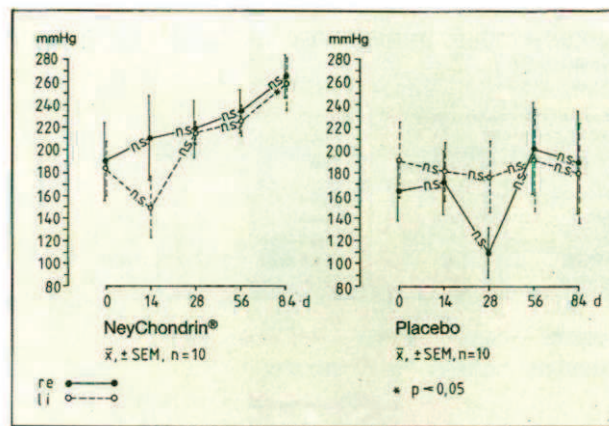 mmHg
280
260
240
220
200
190
180
160
140
120
100
80
n.s.
n.s.
n.s.
n.s.
n.s.
n.s.
n.s.
*
0 14 28 56 84 d
NeyChondrin®
x̄, ± SEM, n=10
re
li
mmHg
280
260
240
220
200
190
180
160
140
120
100
80
n.s.
n.s.
n.s.
n.s.
n.s.
n.s.
n.s.
n.s.
0 14 28 56 84 d
Placebo
x̄, ± SEM, n=10
* p < 0,05